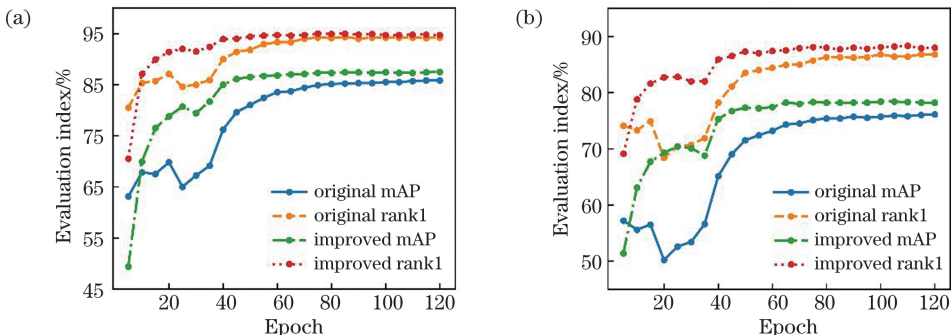 (a)
Evaluation index/%
95
85
75
65
55
45
20
40
60
80
100
120
Epoch
original mAP
original rank1
improved mAP
improved rank1
(b)
Evaluation index/%
90
80
70
60
50
20
40
60
80
100
120
Epoch
original mAP
original rank1
improved mAP
improved rank1